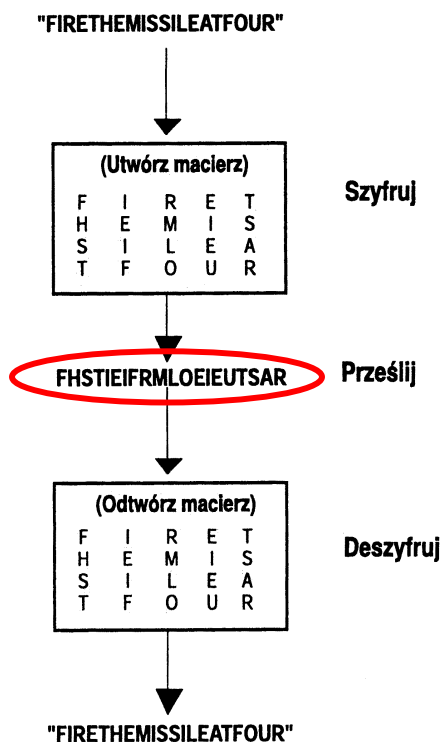 "FIRETHEMISSILEATFOUR"
(Utwórz macierz)
F I R E T
H E M I S
S I L E A
T F O U R
Szyfruj
FHSTIEIFRMLOEIEUTSAR
Prześlij
(Odtwórz macierz)
F I R E T
H E M I S
S I L E A
T F O U R
Deszyfruj
"FIRETHEMISSILEATFOUR"